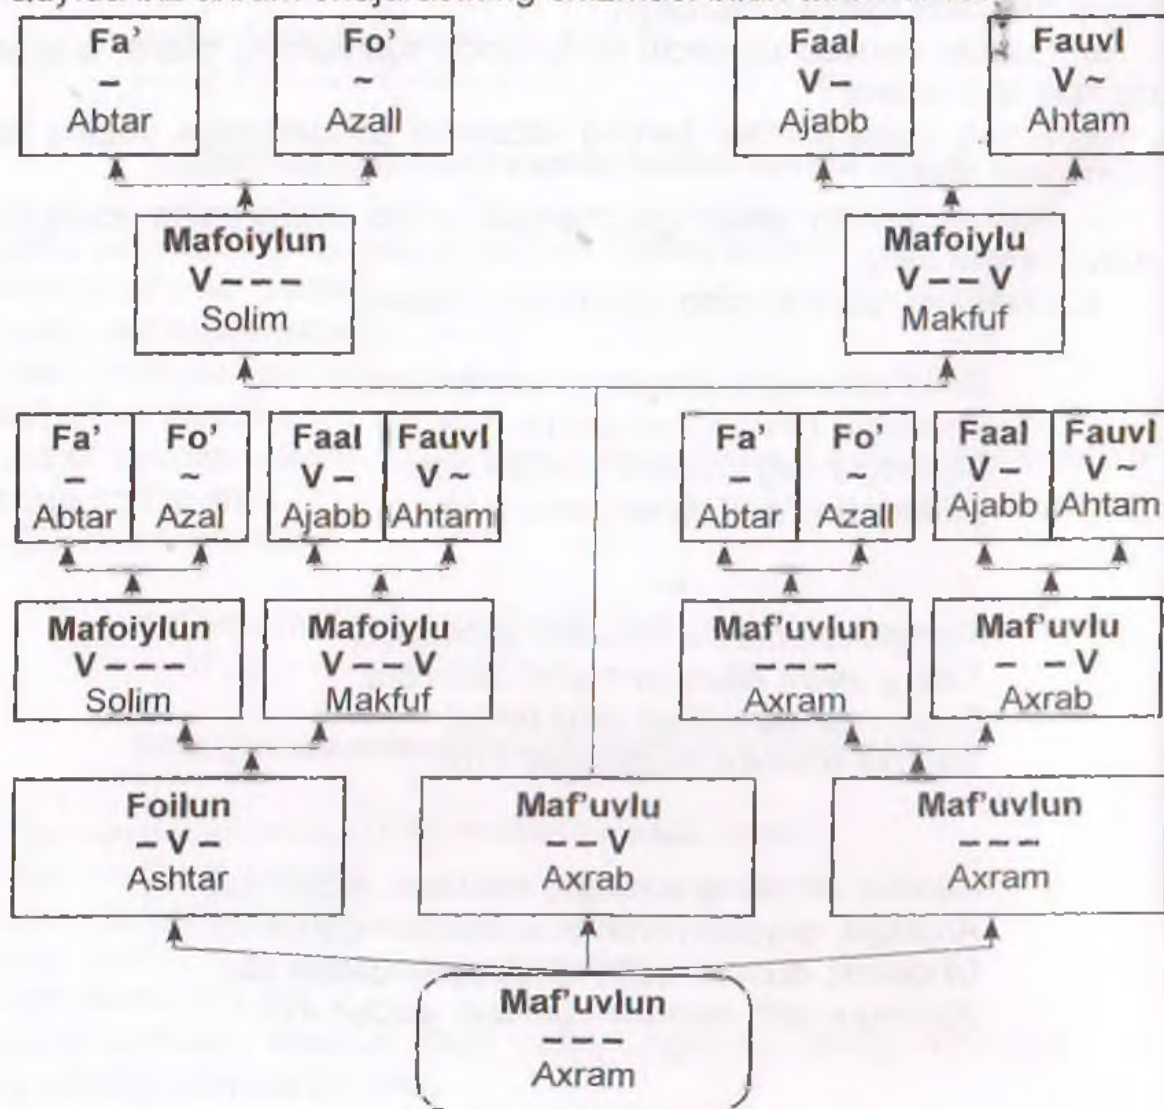 Fa’ Fo’ Faal Fauvl
– ~ V – V ~
Abtar Azall Ajabb Ahtam
Mafoiylun Mafoiylu
V – – – V – – V
Solim Makfuf
Fa’ Fo’ Faal Fauvl Fa’ Fo’ Faal Fauvl
– ~ V – V ~ – ~ V – V ~
Abtar Azal Ajabb Ahtam Abtar Azall Ajabb Ahtam
Mafoiylun Mafoiylu Maf’uvlun Maf’uvlu
V – – – V – – V – – – – – V
Solim Makfuf Axram Axrab
Foilun Maf’uvlu Maf’uvlun
– V – – – V – – –
Ashtar Axrab Axram
Maf’uvlun
– – –
Axram